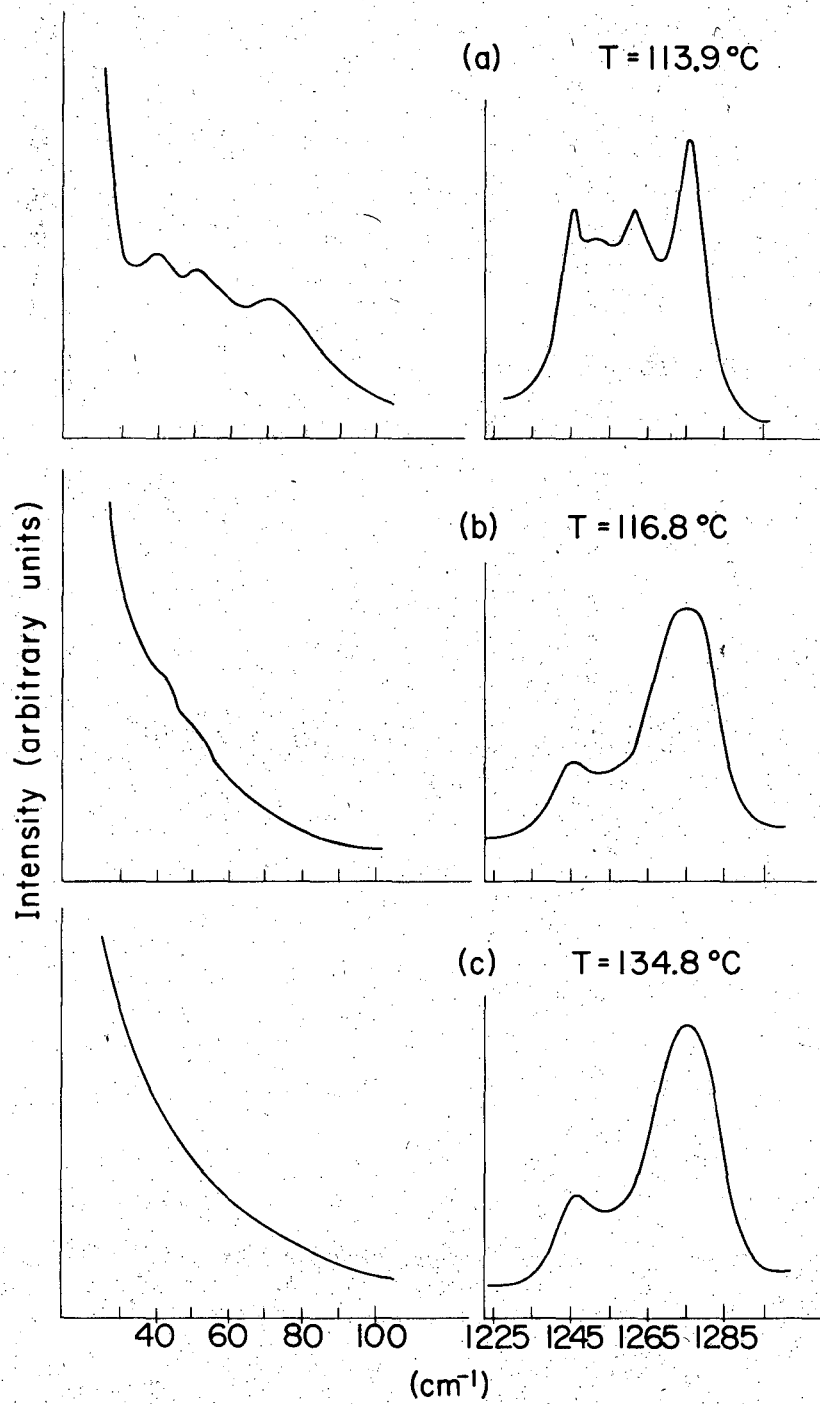 (a) T = 113.9 °C
(b) T = 116.8 °C
(c) T = 134.8 °C
Intensity (arbitrary units)
40 60 80 100 1225 1245 1265 1285
(cm⁻¹)